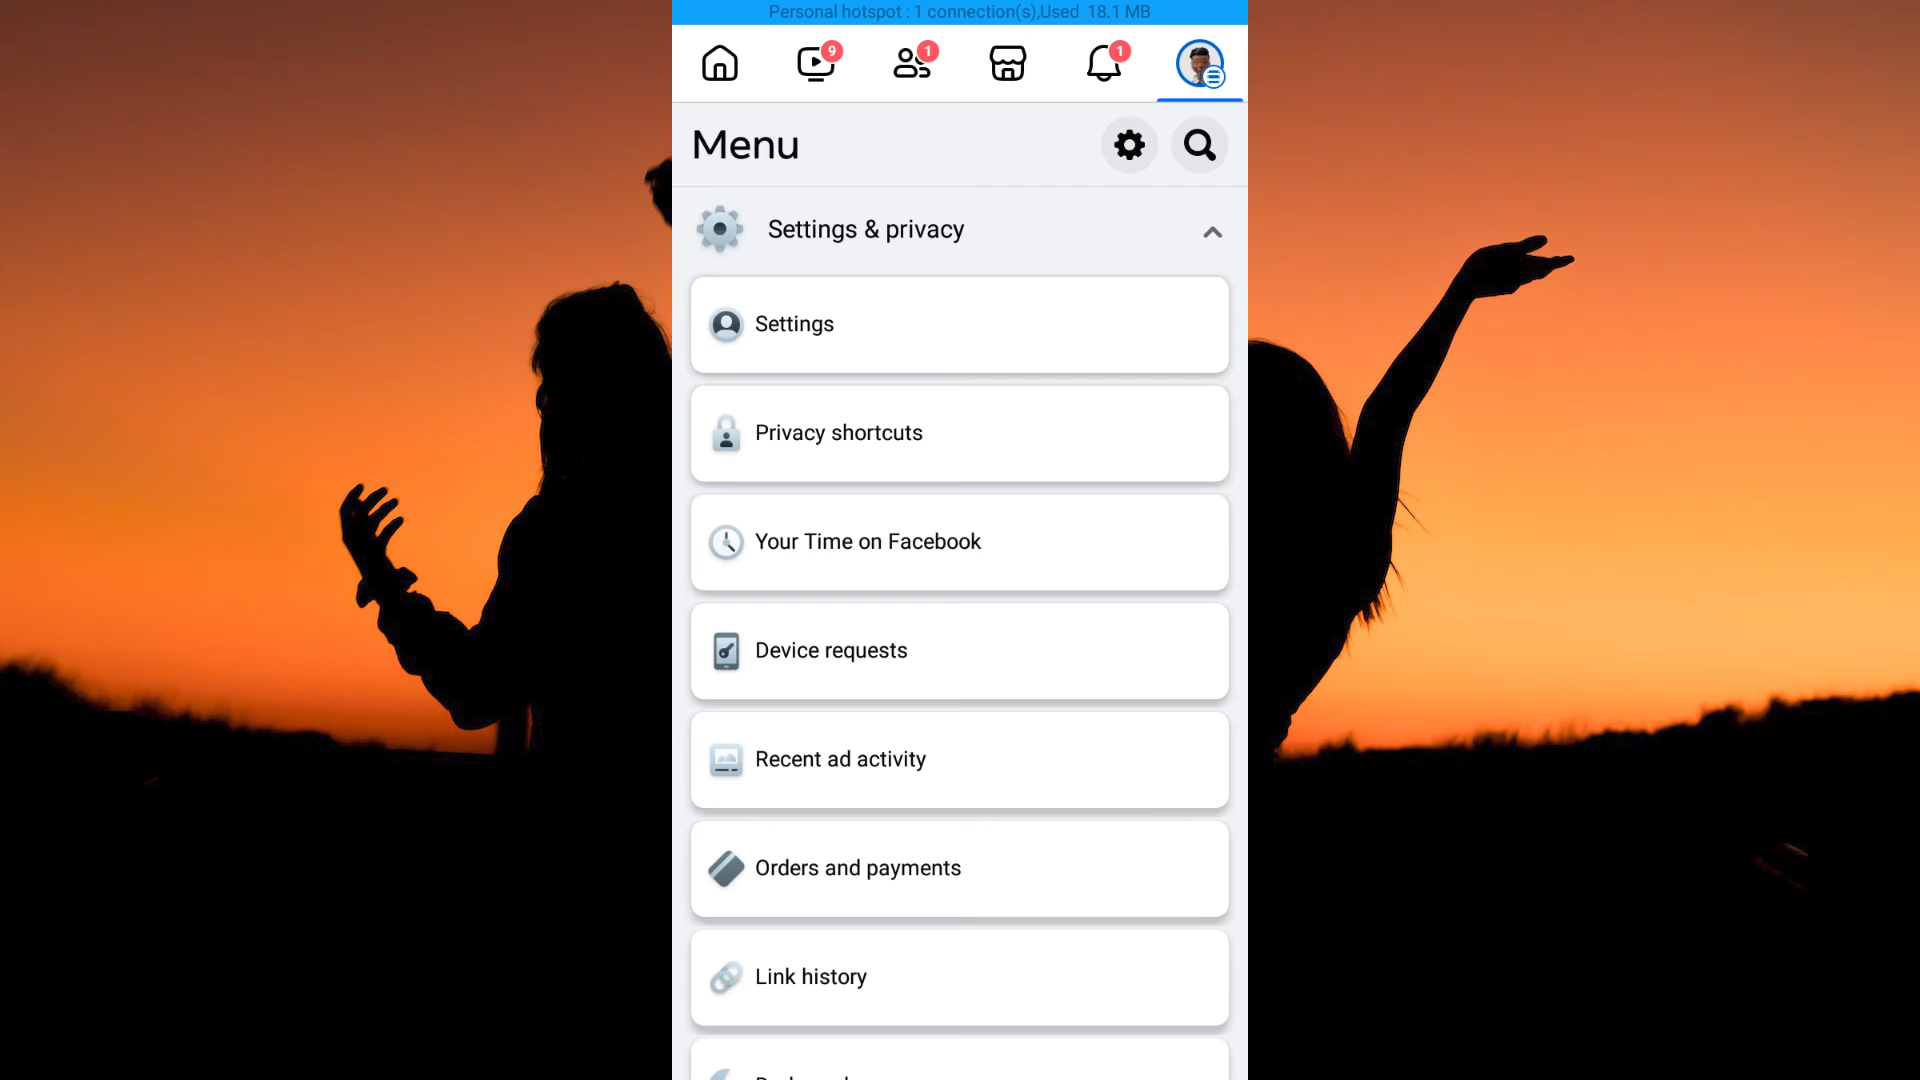 Personal hotspot : 1 connection(s),Used 18.1 MB
9
1
1
Menu
Settings & privacy
Settings
Privacy shortcuts
Your Time on Facebook
Device requests
Recent ad activity
Orders and payments
Link history